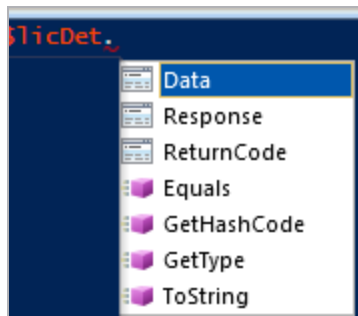 $licDet.
Data
Response
ReturnCode
Equals
GetHashCode
GetType
ToString